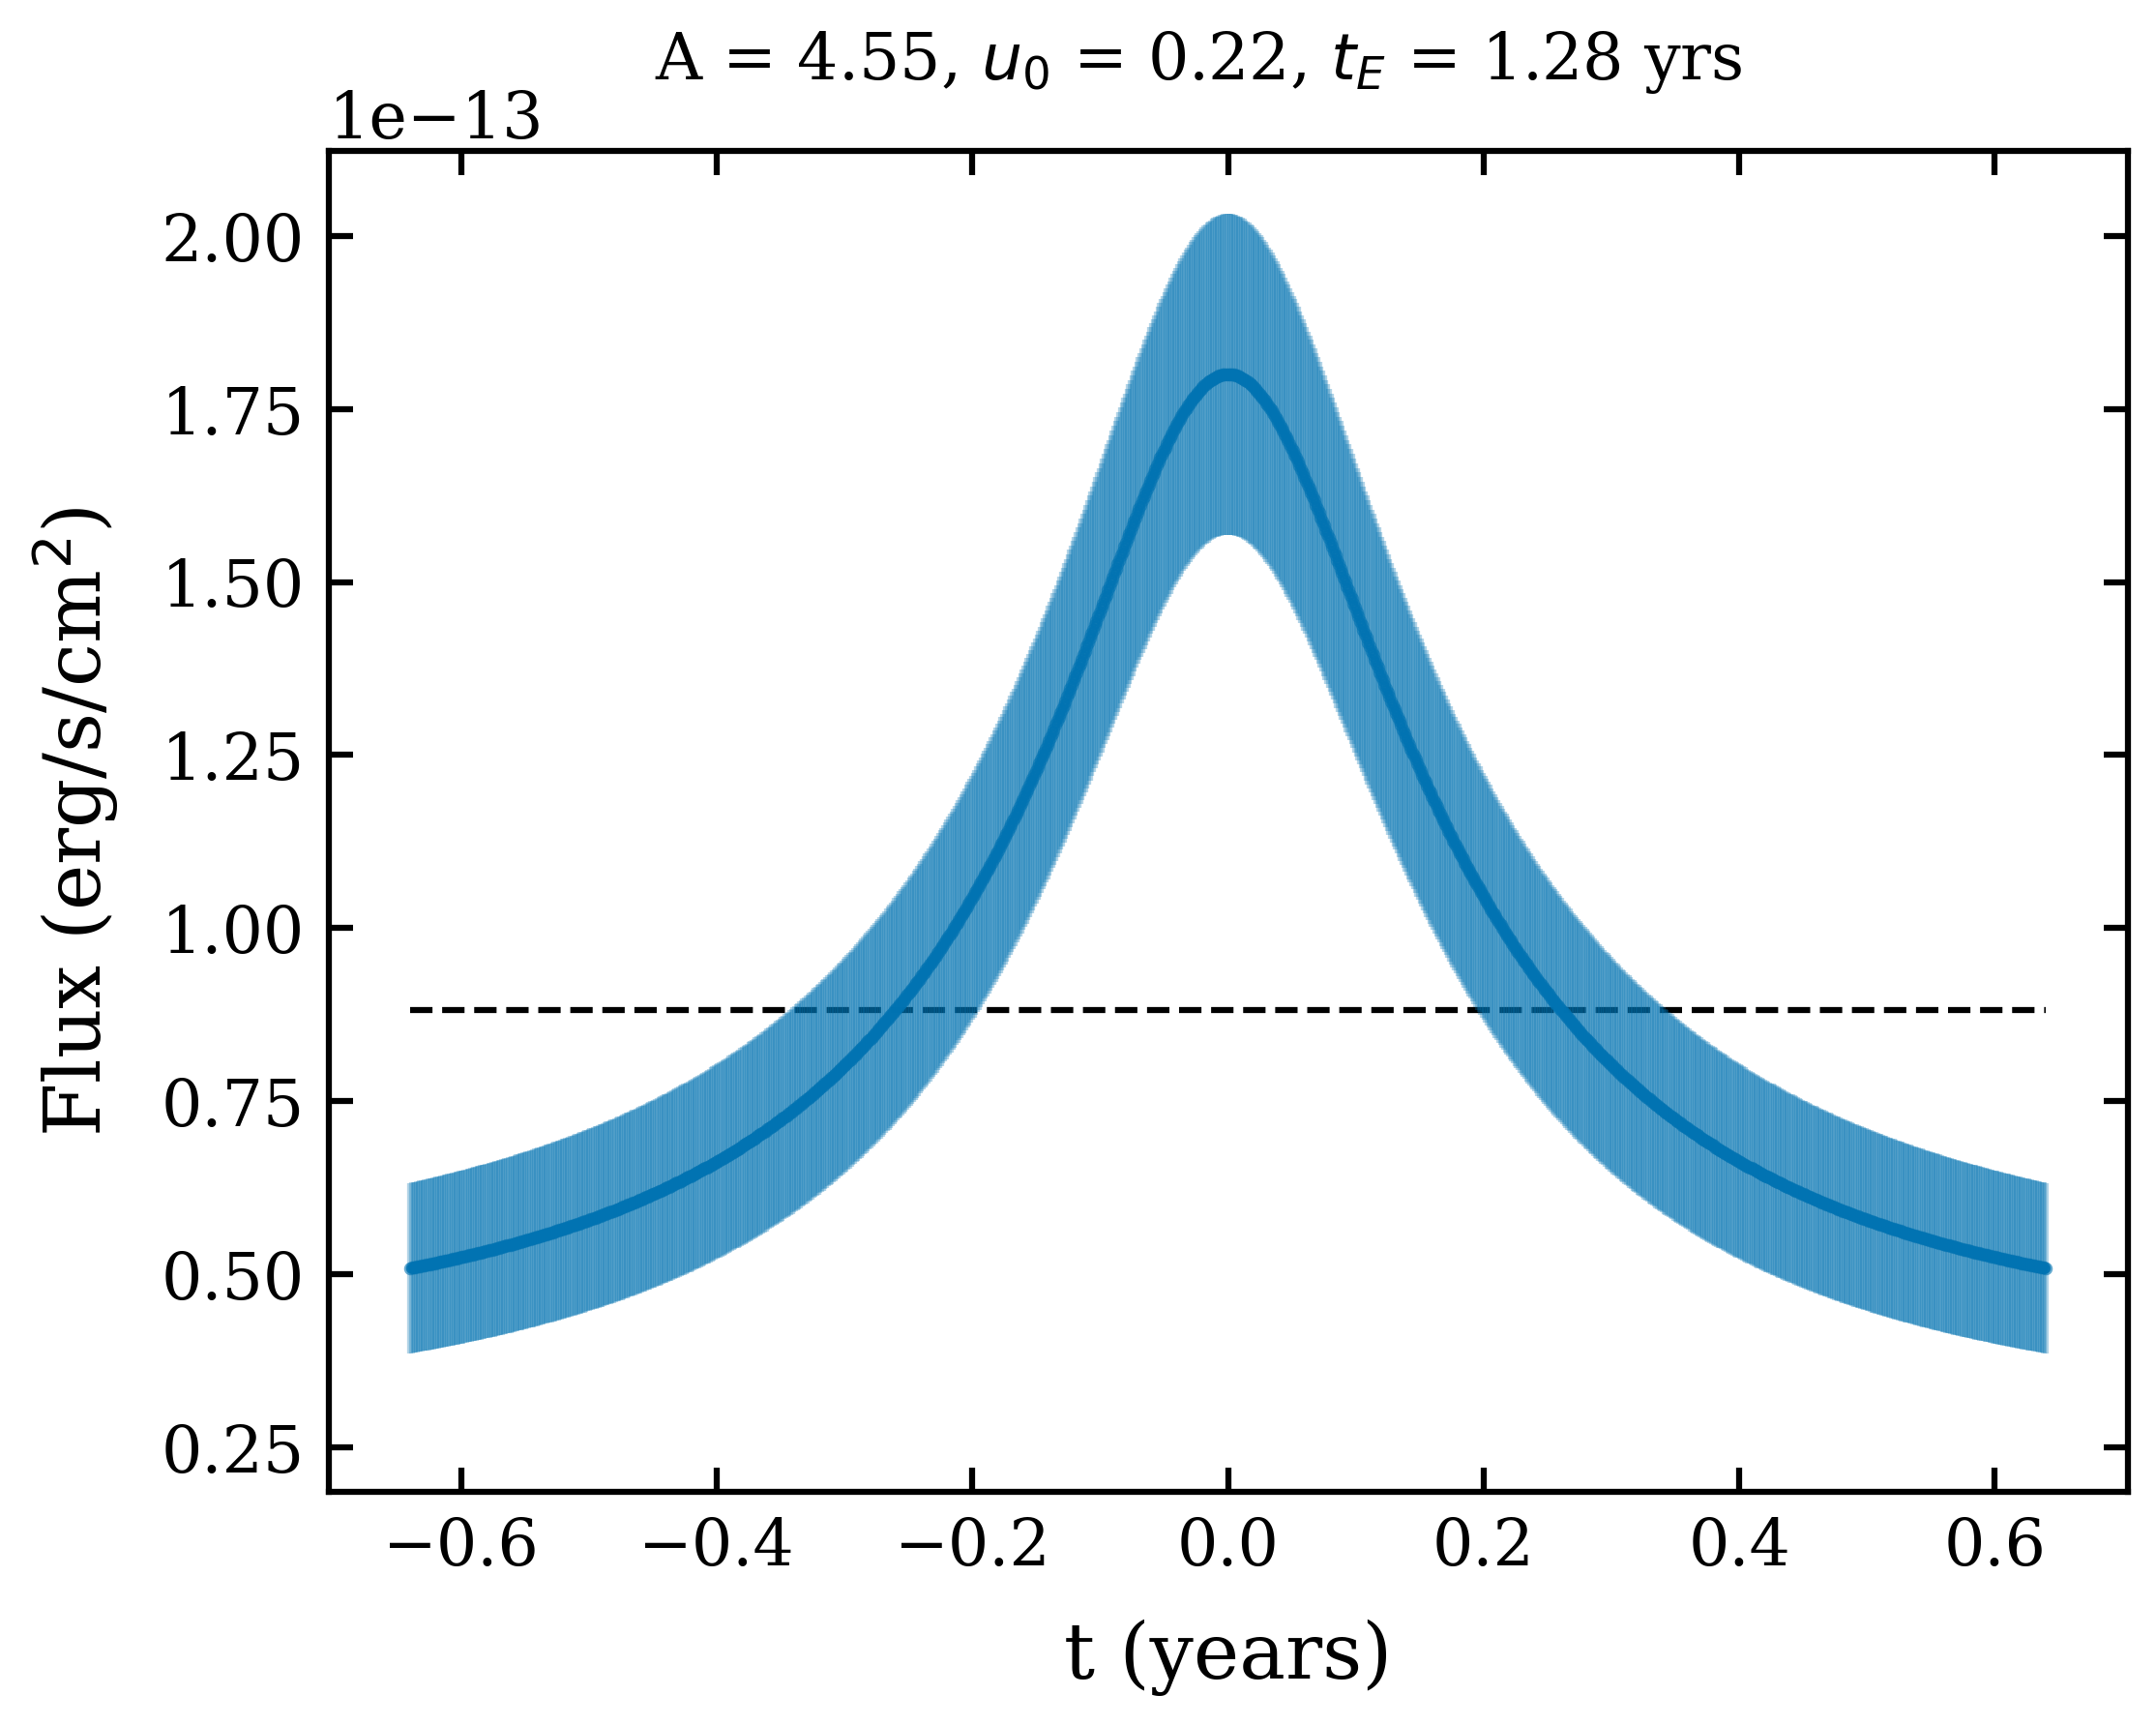 A = 4.55, u₀ = 0.22, t_E = 1.28 yrs
1e−13
2.00
1.75
1.50
1.25
1.00
0.75
0.50
0.25
Flux (erg/s/cm²)
−0.6 −0.4 −0.2 0.0 0.2 0.4 0.6
t (years)